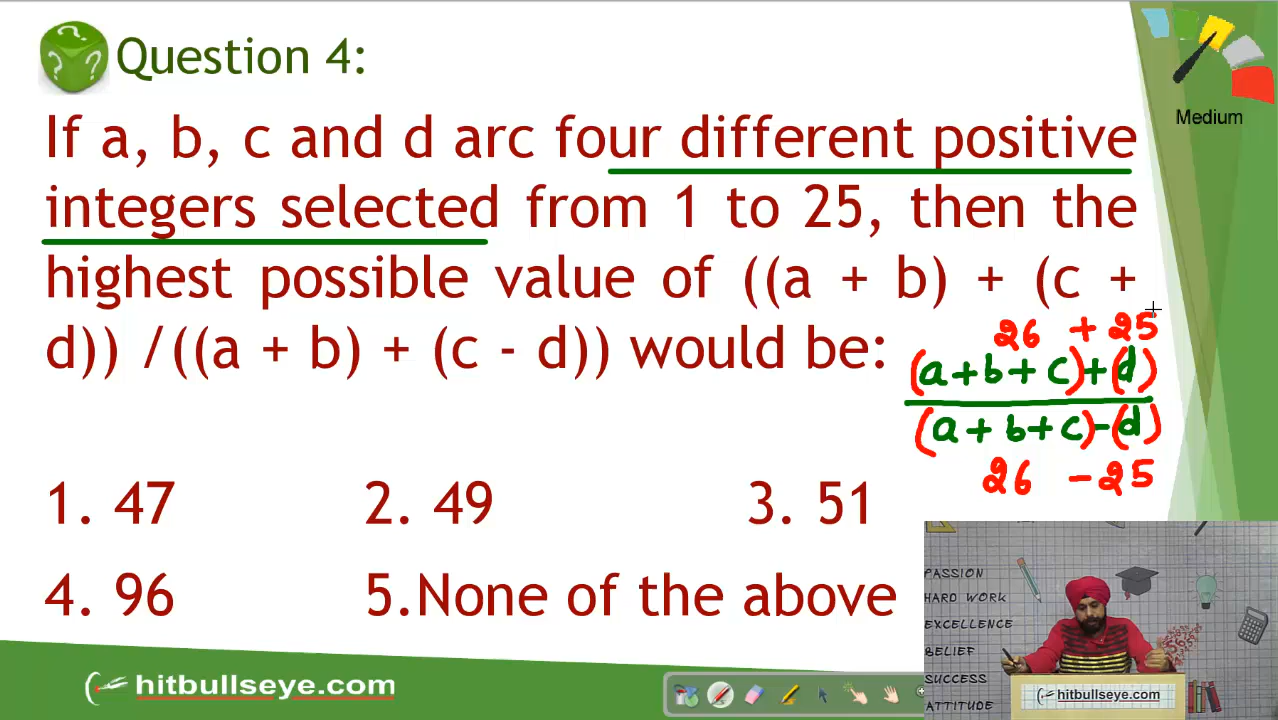 Question 4:
Medium
If a, b, c and d arc four different positive
integers selected from 1 to 25, then the
highest possible value of ((a + b) + (c +
d)) /((a + b) + (c - d)) would be:
26 + 25
(a+b+c)+(d)
(a+b+c)-(d)
26 - 25
1. 47 2. 49 3. 51
4. 96 5.None of the above
PASSION
HARD WORK
EXCELLENCE
BELIEF
SUCCESS
ATTITUDE
hitbullseye.com
hitbullseye.com